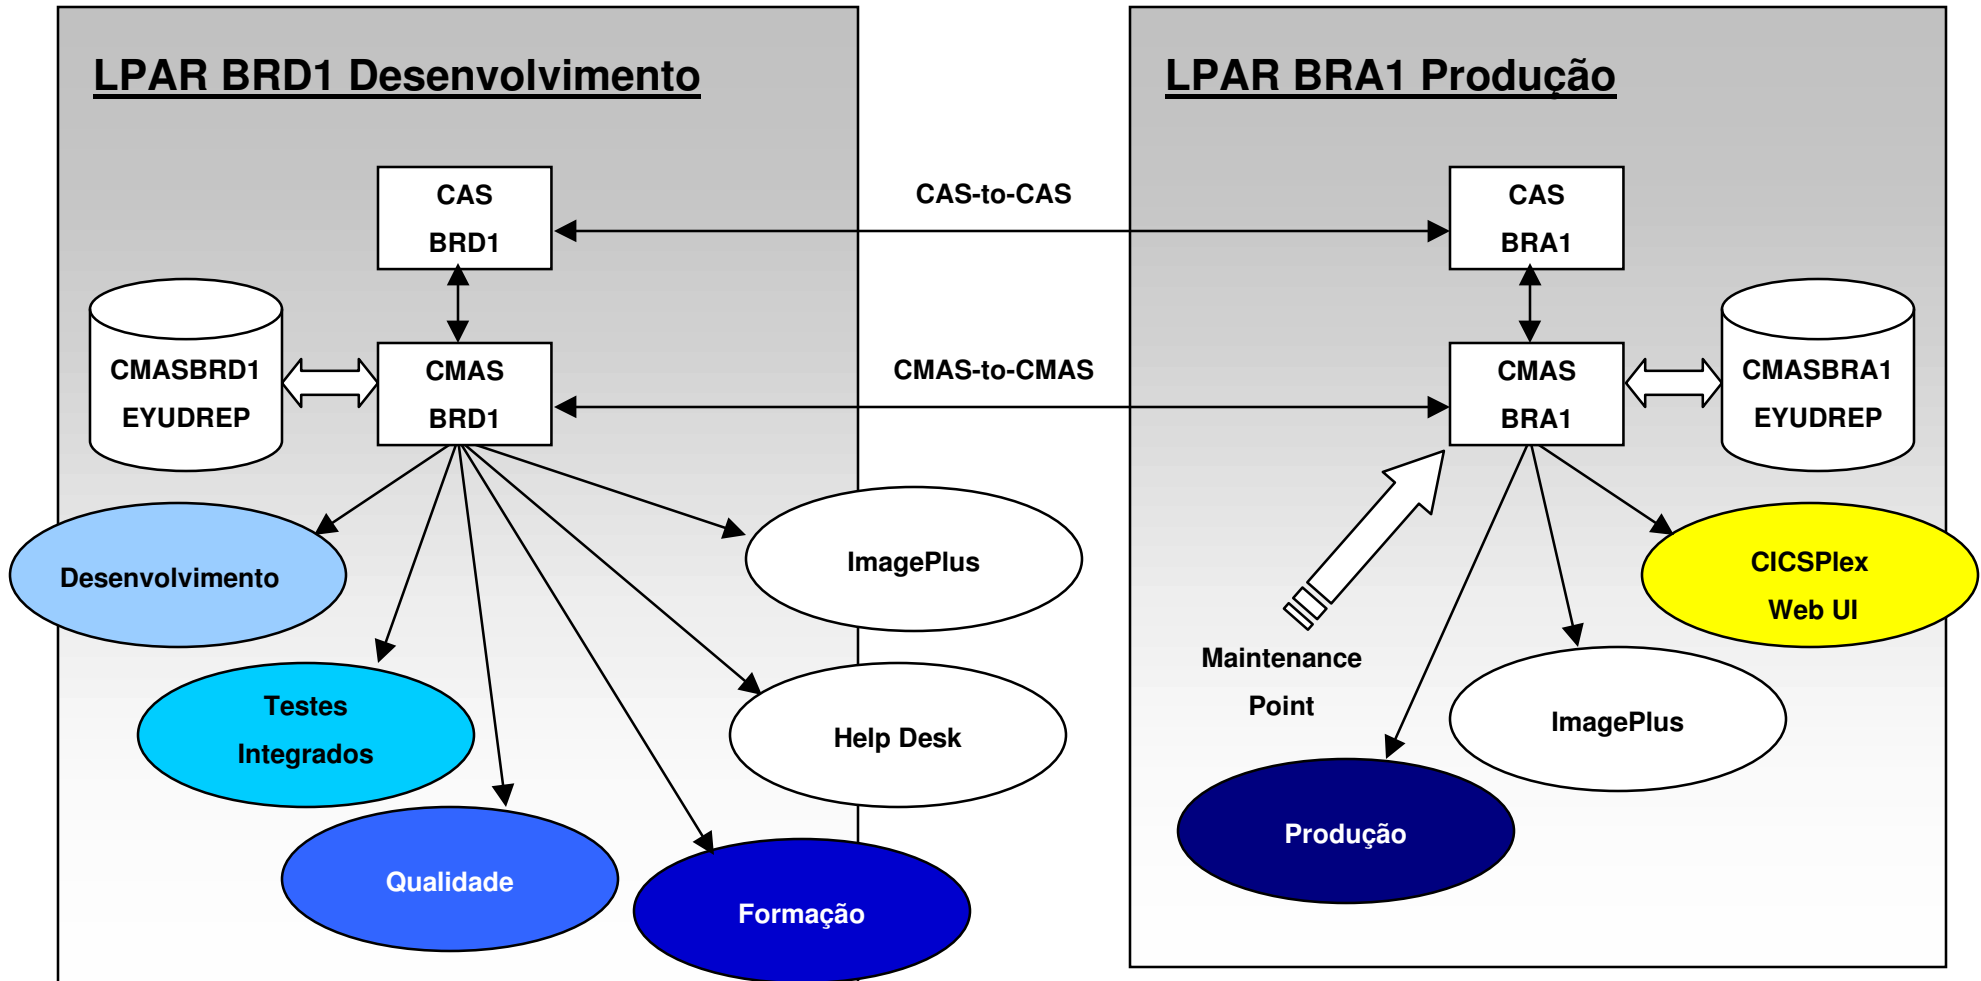 LPAR BRD1 Desenvolvimento
CAS
BRD1
CMASBRD1
EYUDREP
CMAS
BRD1
Desenvolvimento
Testes
Integrados
Qualidade
Formação
Help Desk
ImagePlus
CAS-to-CAS
CMAS-to-CMAS
LPAR BRA1 Produção
CAS
BRA1
CMAS
BRA1
CMASBRA1
EYUDREP
Maintenance
Point
CICSPlex
Web UI
ImagePlus
Produção